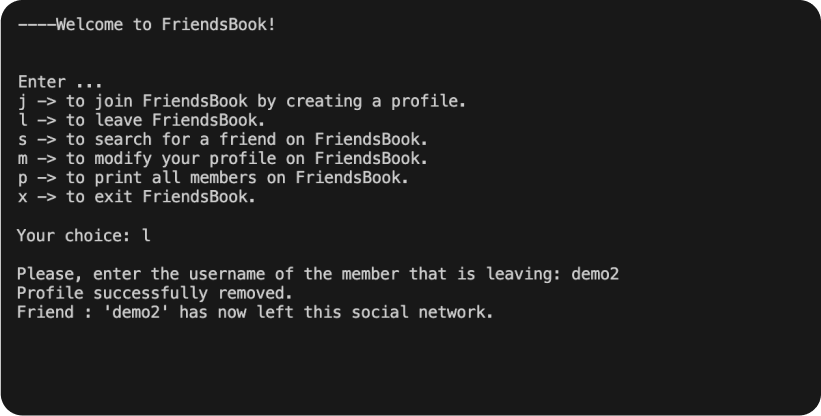 ----Welcome to FriendsBook!
Enter ...
j -> to join FriendsBook by creating a profile.
l -> to leave FriendsBook.
s -> to search for a friend on FriendsBook.
m -> to modify your profile on FriendsBook.
p -> to print all members on FriendsBook.
x -> to exit FriendsBook.
Your choice: l
Please, enter the username of the member that is leaving: demo2
Profile successfully removed.
Friend : 'demo2' has now left this social network.